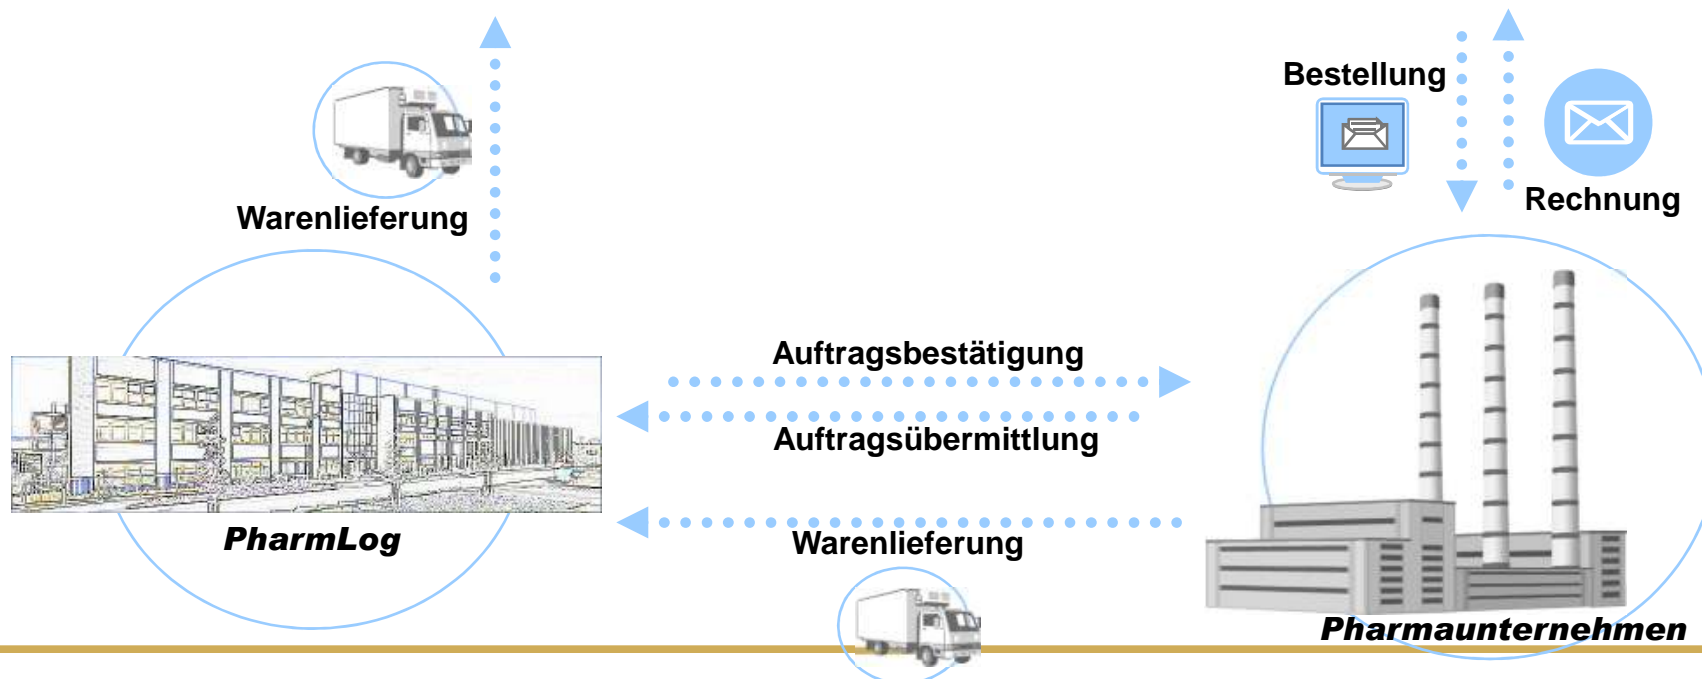 Bestellung
Rechnung
Warenlieferung
Auftragsbestätigung
Auftragsübermittlung
PharmLog
Warenlieferung
Pharmaunternehmen